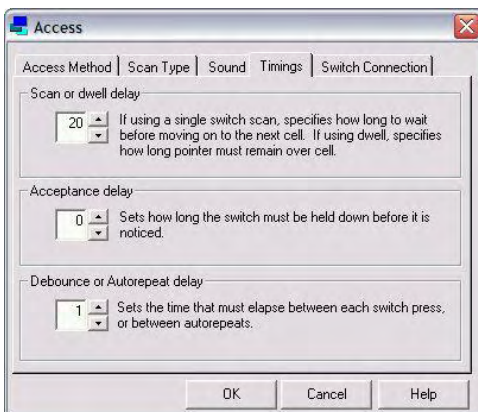 Access
Access Method Scan Type Sound Timings Switch Connection
Scan or dwell delay
20
If using a single switch scan, specifies how long to wait
before moving on to the next cell. If using dwell, specifies
how long pointer must remain over cell.
Acceptance delay
0
Sets how long the switch must be held down before it is
noticed.
Debounce or Autorepeat delay
1
Sets the time that must elapse between each switch press,
or between autorepeats.
OK Cancel Help